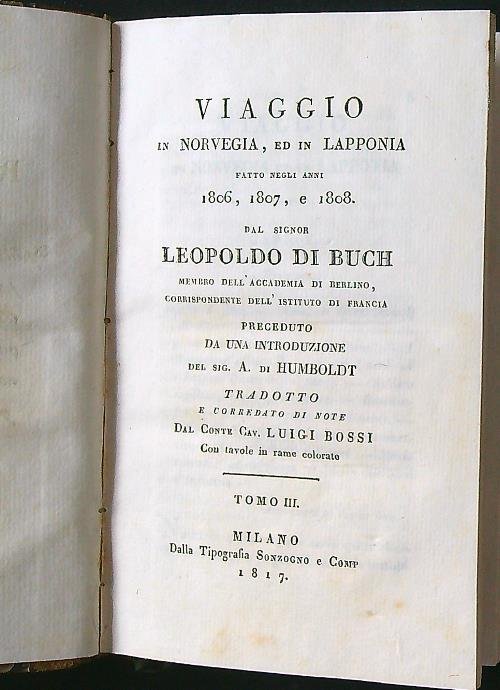 VIAGGIO
IN NORVEGIA, ED IN LAPPONIA
FATTO NEGLI ANNI
1806, 1807, e 1808.
DAL SIGNOR
LEOPOLDO DI BUCH
MEMBRO DELL'ACCADEMIA DI BERLINO,
CORRISPONDENTE DELL'ISTITUTO DI FRANCIA
PRECEDUTO
DA UNA INTRODUZIONE
DEL SIG. A. DI HUMBOLDT
TRADOTTO
E CORREDATO DI NOTE
DAL CONTE CAV. LUIGI BOSSI
Con tavole in rame colorate
TOMO III.
MILANO
Dalla Tipografia SONZOGNO e COMP
1817.